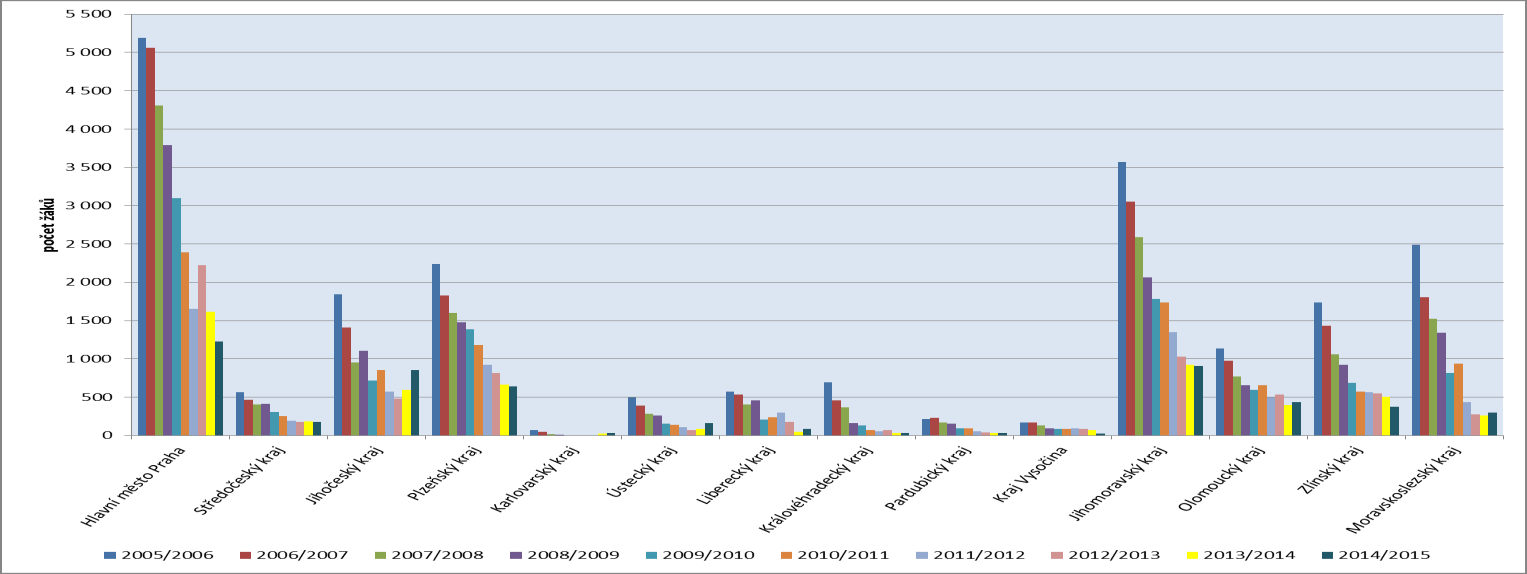 5 500
5 000
4 500
4 000
3 500
3 000
2 500
2 000
1 500
1 000
500
0
počet žáků
Hlavní město Praha
Středočeský kraj
Jihočeský kraj
Plzeňský kraj
Karlovarský kraj
Ústecký kraj
Liberecký kraj
Královéhradecký kraj
Pardubický kraj
Kraj Vysočina
Jihomoravský kraj
Olomoucký kraj
Zlínský kraj
Moravskoslezský kraj
2005/2006 2006/2007 2007/2008 2008/2009 2009/2010 2010/2011 2011/2012 2012/2013 2013/2014 2014/2015